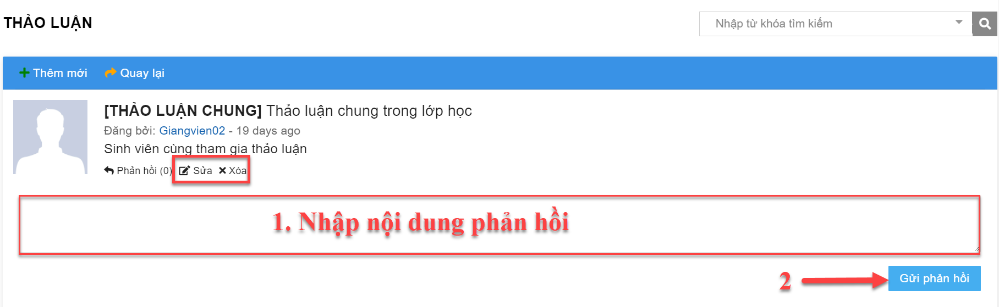 THẢO LUẬN
Nhập từ khóa tìm kiếm
Thêm mới Quay lại
[THẢO LUẬN CHUNG] Thảo luận chung trong lớp học
Đăng bởi: Giangvien02 - 19 days ago
Sinh viên cùng tham gia thảo luận
Phản hồi (0) Sửa Xóa
1. Nhập nội dung phản hồi
2 Gửi phản hồi